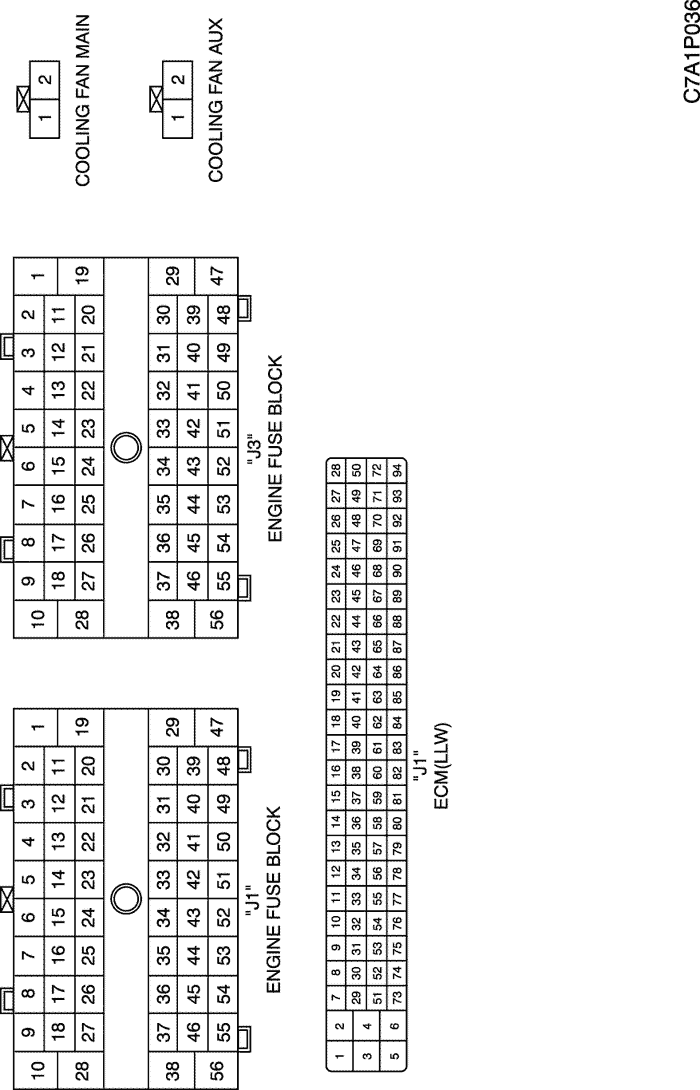 10 9 8 7 6 5 4 3 2 1
18 17 16 15 14 13 12 11
28 27 26 25 24 23 22 21 20 19
38 37 36 35 34 33 32 31 30 29
46 45 44 43 42 41 40 39
56 55 54 53 52 51 50 49 48 47
"J1"
ENGINE FUSE BLOCK
10 9 8 7 6 5 4 3 2 1
18 17 16 15 14 13 12 11
28 27 26 25 24 23 22 21 20 19
38 37 36 35 34 33 32 31 30 29
46 45 44 43 42 41 40 39
56 55 54 53 52 51 50 49 48 47
"J3"
ENGINE FUSE BLOCK
1 2
COOLING FAN MAIN
1 2
COOLING FAN AUX
1 2 7 8 9 10 11 12 13 14 15 16 17 18 19 20 21 22 23 24 25 26 27 28
29 30 31 32 33 34 35 36 37 38 39 40 41 42 43 44 45 46 47 48 49 50
3 4 51 52 53 54 55 56 57 58 59 60 61 62 63 64 65 66 67 68 69 70 71 72
5 6 73 74 75 76 77 78 79 80 81 82 83 84 85 86 87 88 89 90 91 92 93 94
"J1"
ECM(LLW)
C7A1P036